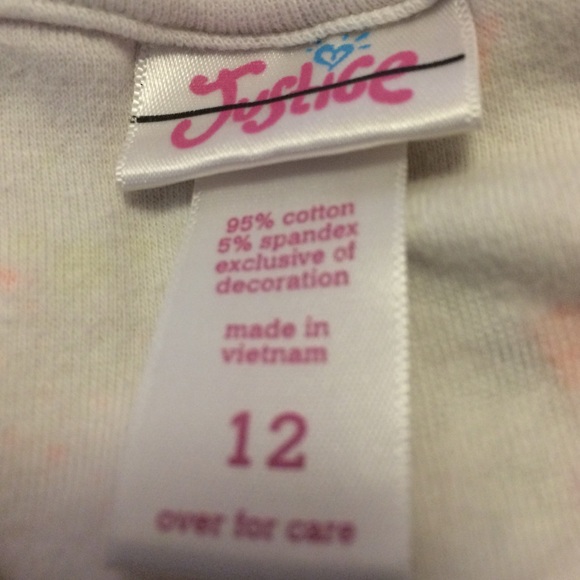 Justice
95% cotton
5% spandex
exclusive of
decoration
made in
vietnam
12
over for care